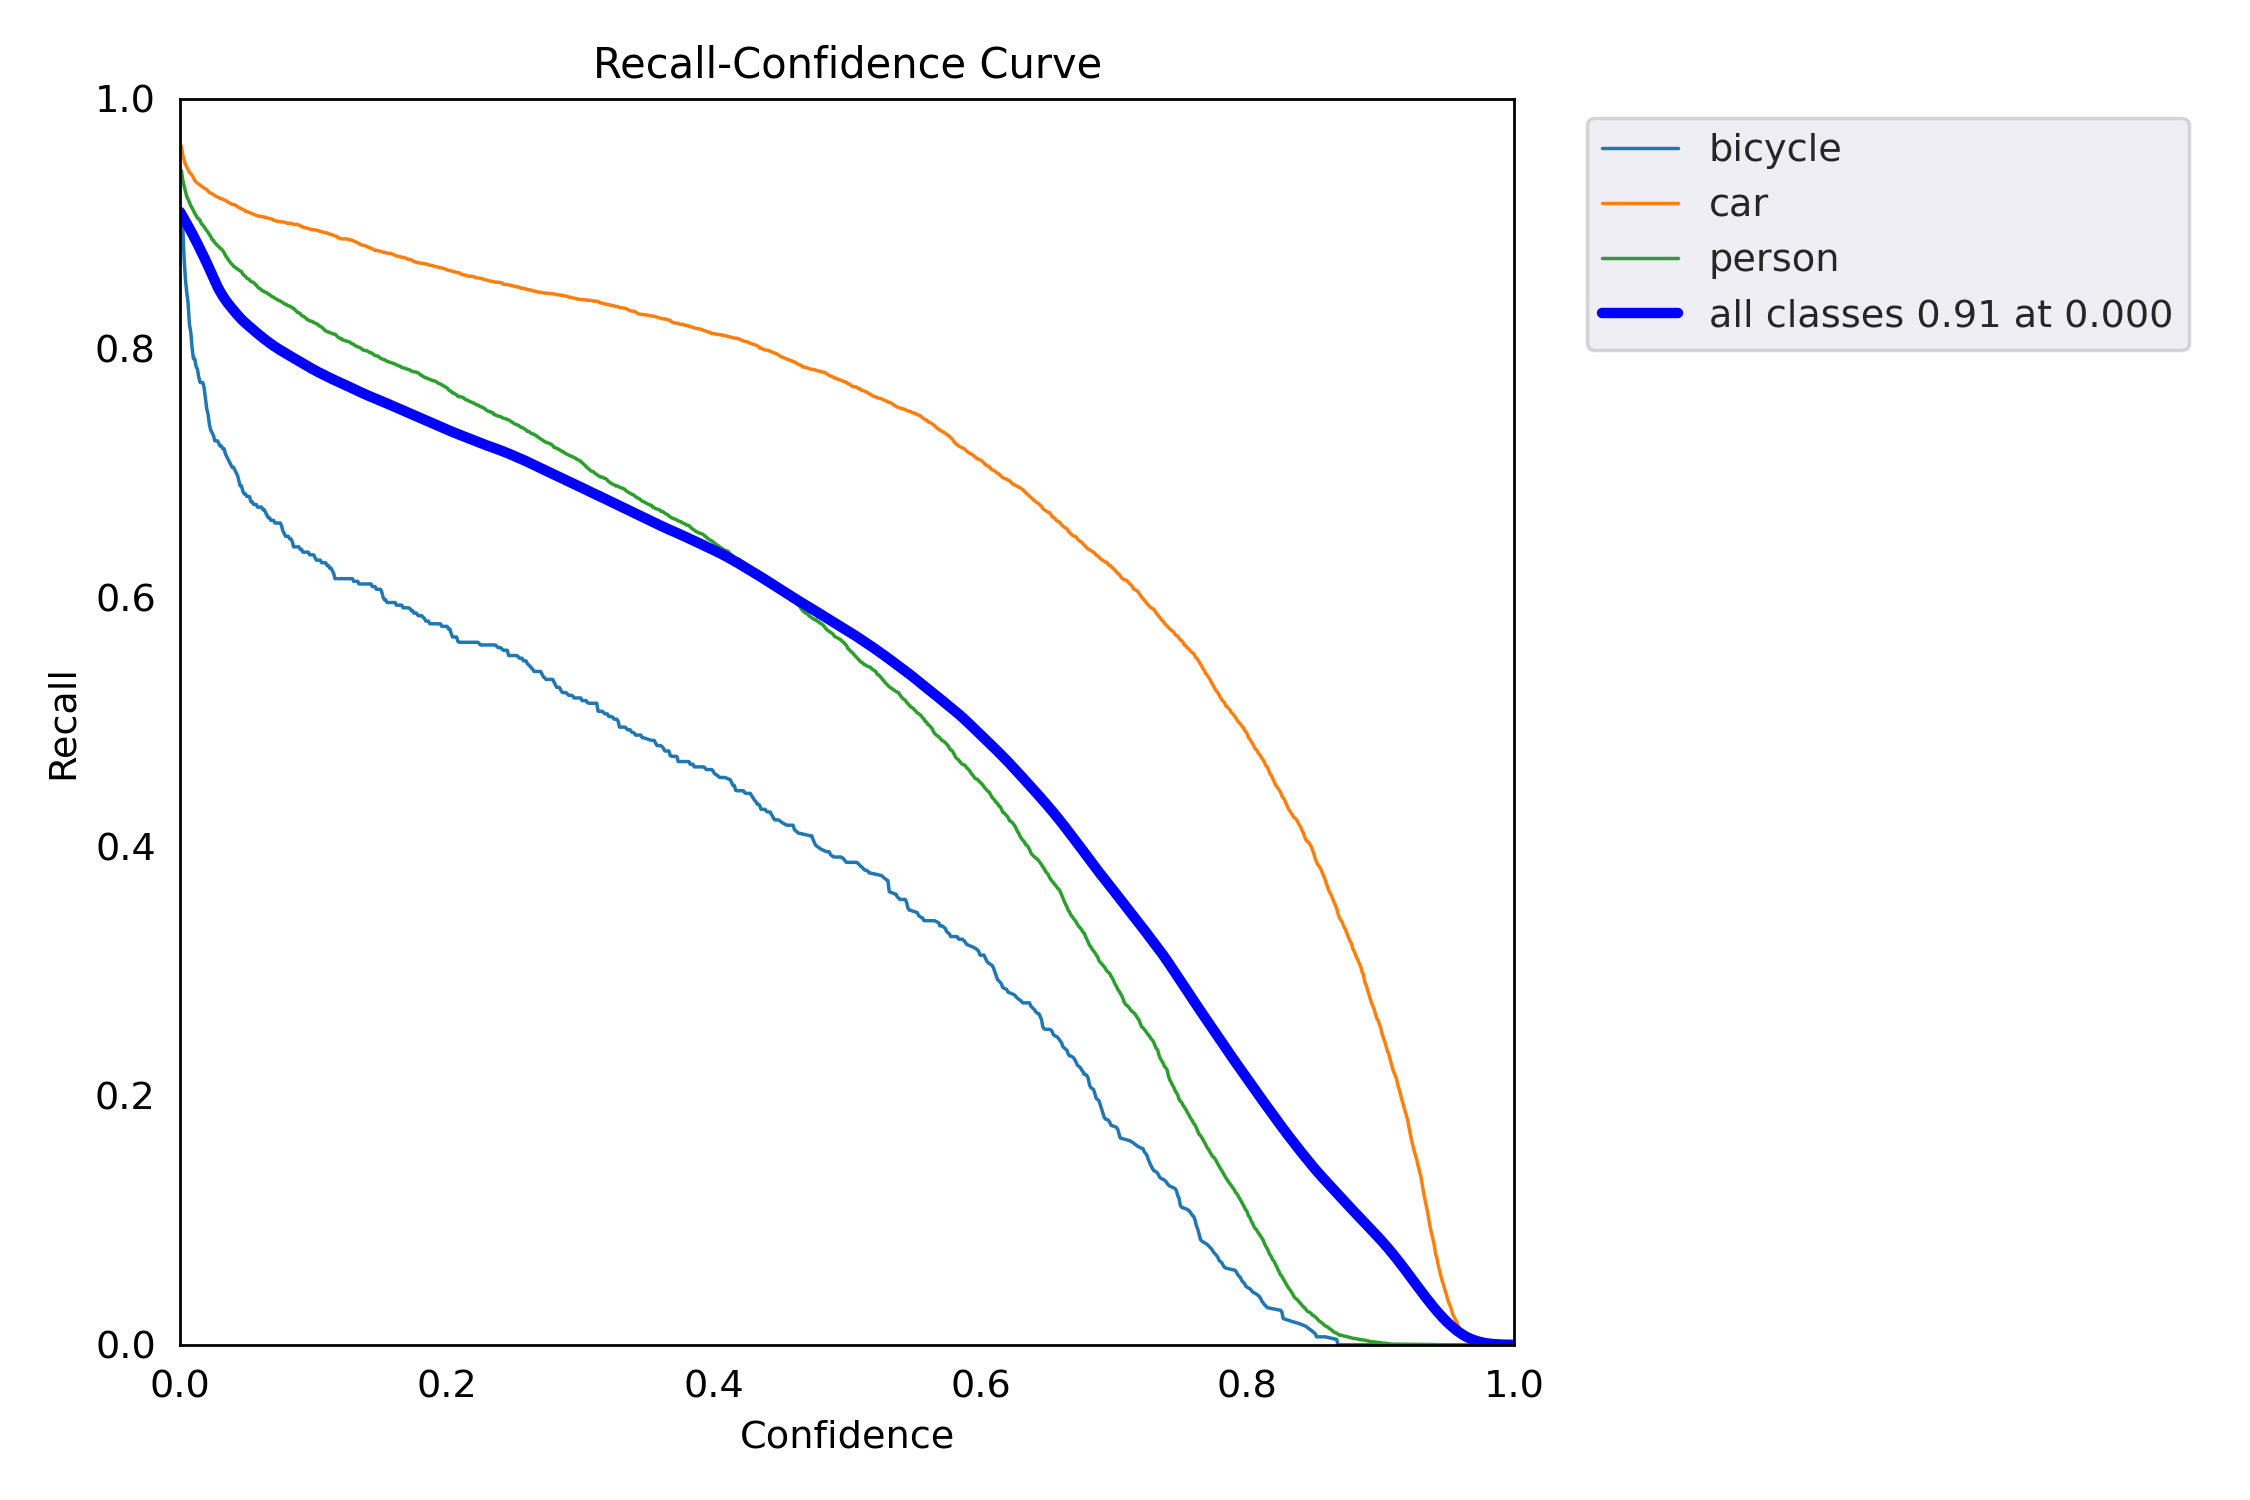 Recall-Confidence Curve
1.0
0.8
0.6
0.4
0.2
0.0
Recall
0.0 0.2 0.4 0.6 0.8 1.0
Confidence
bicycle
car
person
all classes 0.91 at 0.000